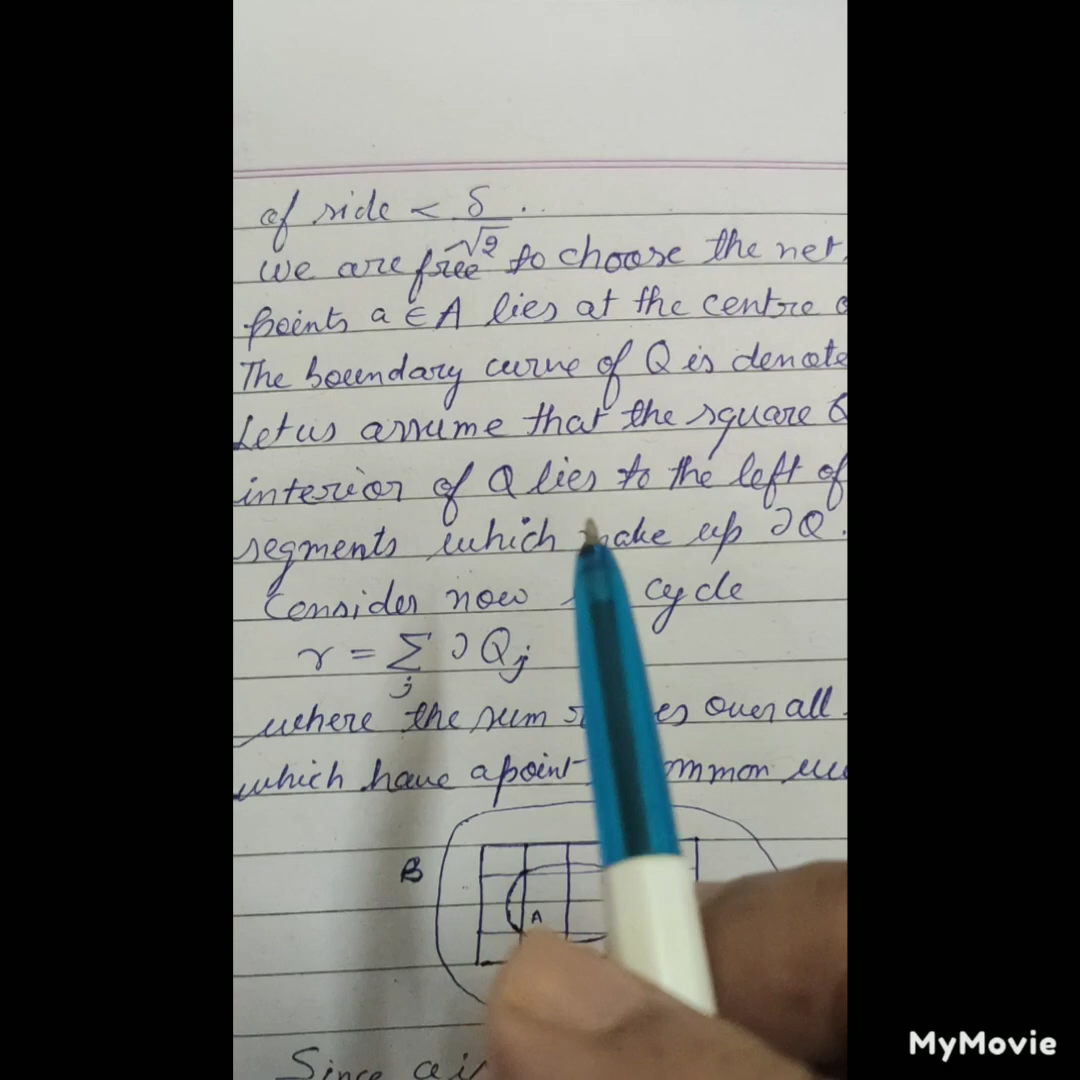 of side < δ/√2 .
We are free to choose the net
points a ∈ A lies at the centre
The boundary curve of Q is denote
Let us assume that the square
interior of Q lies to the left of
segments which make up ∂Q.
Consider now cycle
γ = Σ_j ∂Q_j
where the sum over all
which have a point
B
A
Since
MyMovie